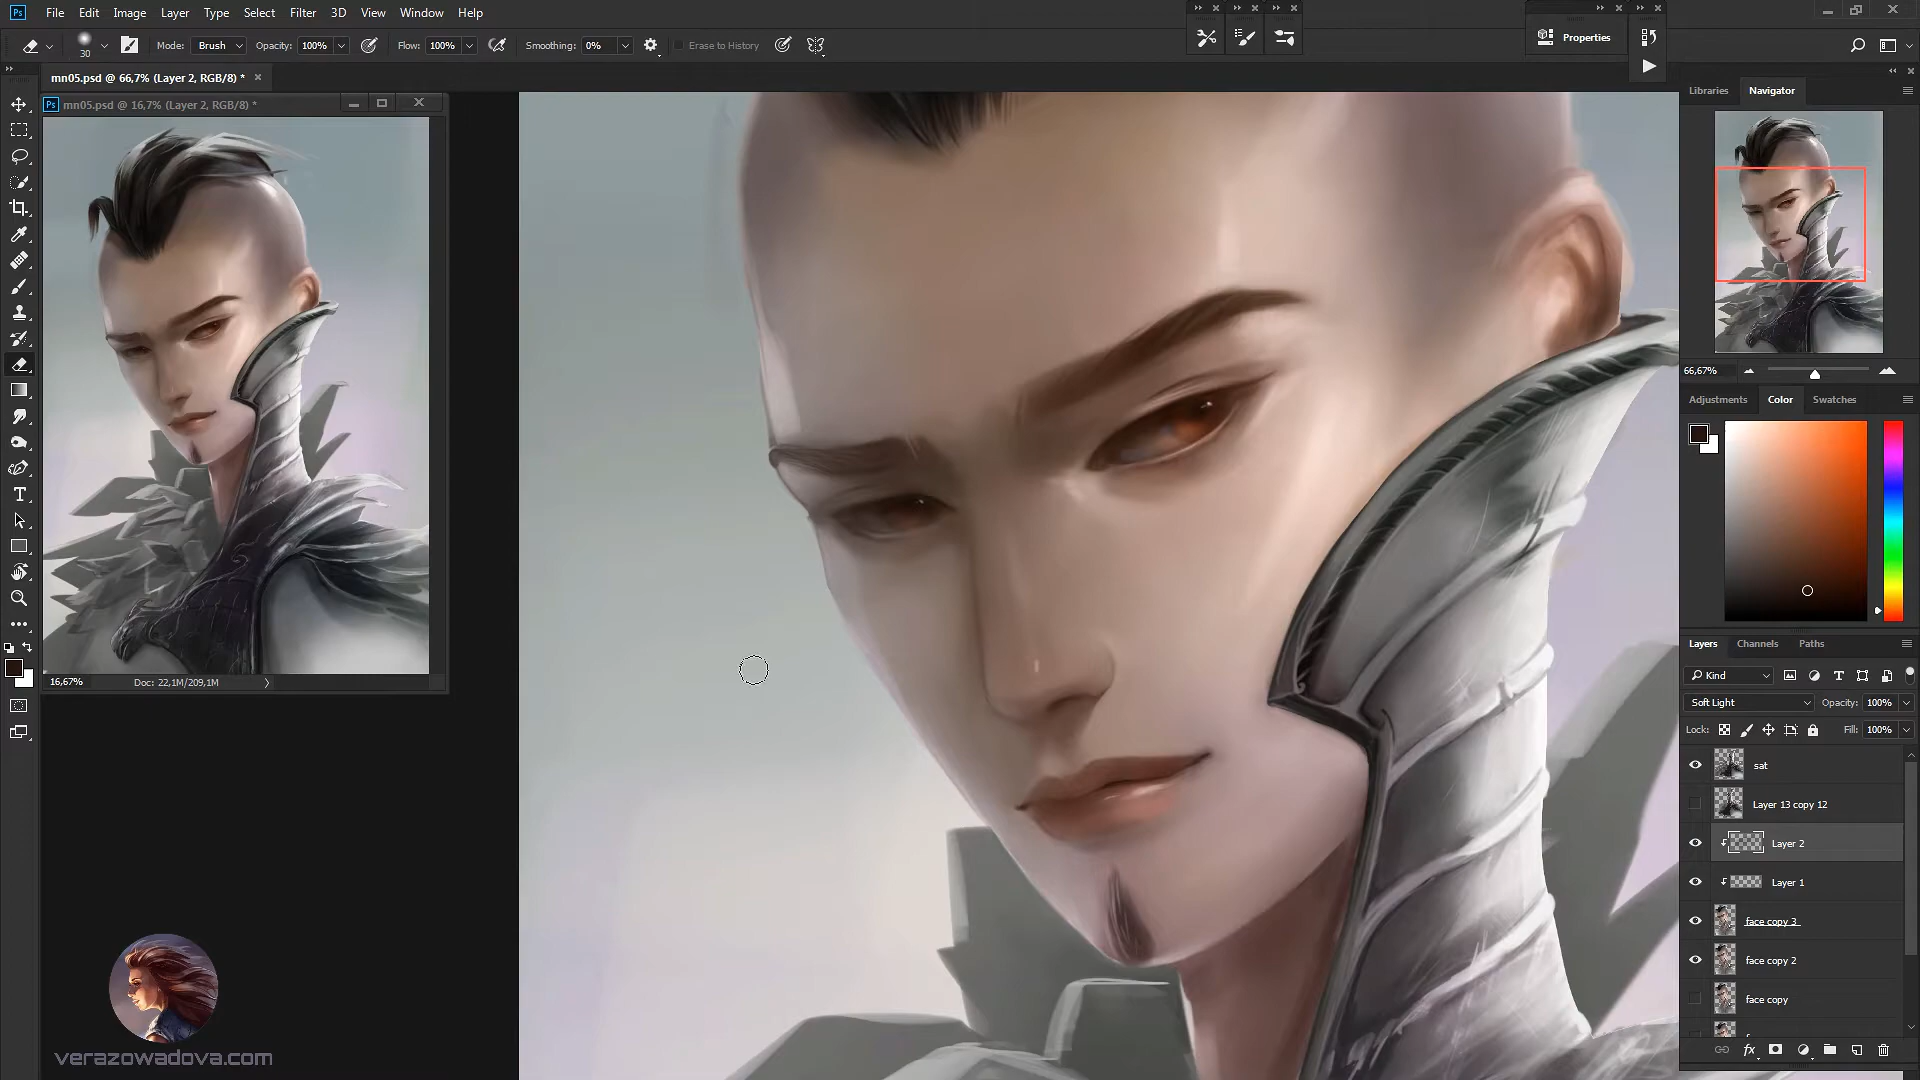 Ps File Edit Image Layer Type Select Filter 3D View Window Help
30 Mode: Brush Opacity: 100% Flow: 100% Smoothing: 0% Erase to History
Properties
mn05.psd @ 66,7% (Layer 2, RGB/8) *
Ps mn05.psd @ 16,7% (Layer 2, RGB/8) *
16,67% Doc: 22,1M/209,1M
T
Libraries Navigator
66,67%
Adjustments Color Swatches
Layers Channels Paths
Kind
T
Soft Light Opacity: 100%
Lock: Fill: 100%
sat
Layer 13 copy 12
Layer 2
Layer 1
face copy 3
face copy 2
face copy
fx
verazowadova.com